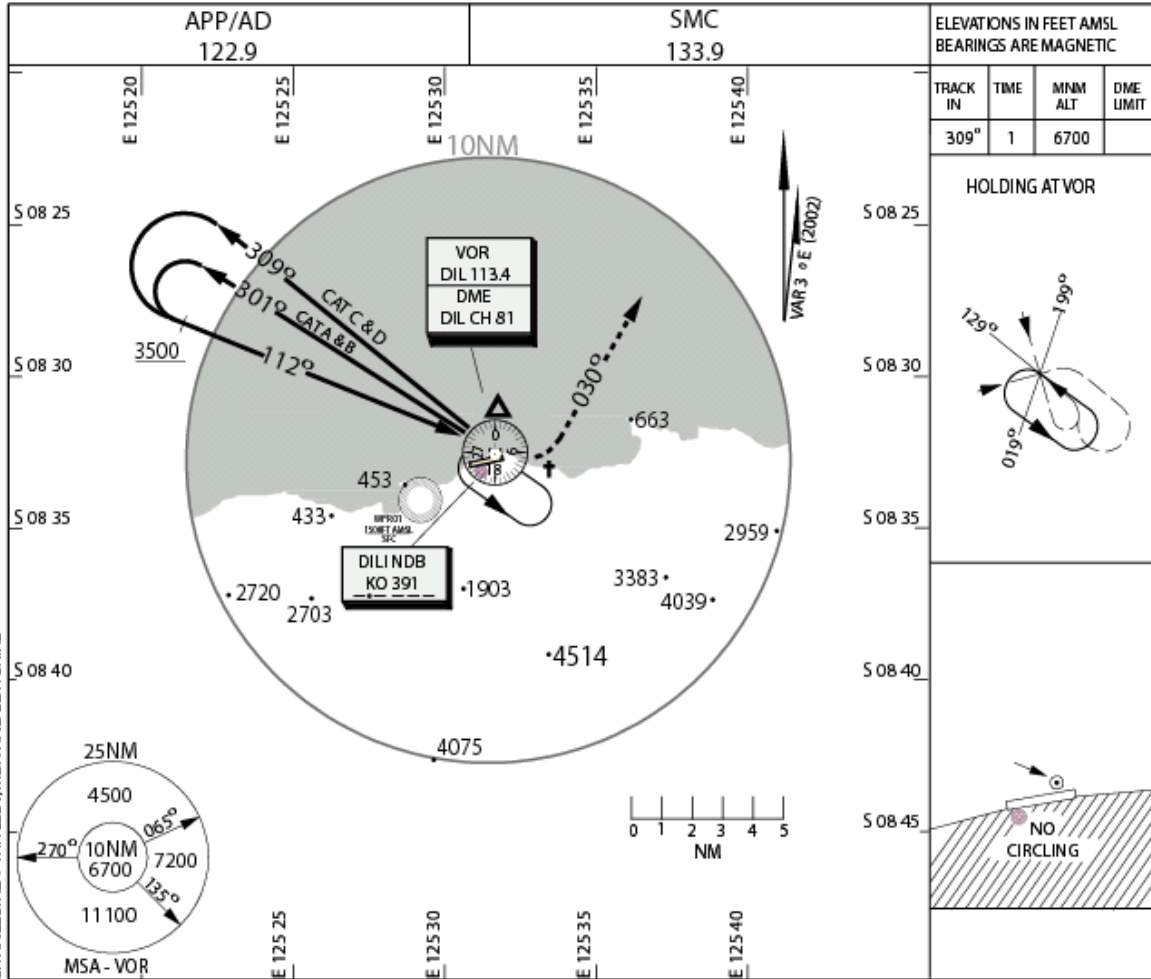 APP/AD
122.9
SMC
133.9
ELEVATIONS IN FEET AMSL
BEARINGS ARE MAGNETIC
TRACK IN
TIME
MNM ALT
DME LIMIT
309°
1
6700
HOLDING AT VOR
129°
199°
019°
NO
CIRCLING
E 125 20
E 125 25
E 125 30
E 125 35
E 125 40
10NM
S 08 25
S 08 25
VAR 3 °E (2002)
309°
CAT C & D
301°
CAT A & B
112°
3500
VOR
DIL 113.4
DME
DIL CH 81
030°
S 08 30
S 08 30
0
18
663
453
433
WPR01
1500FT AMSL
SFC
S 08 35
S 08 35
2959
DILI NDB
KO 391
2720
2703
1903
3383
4039
4514
S 08 40
S 08 40
4075
25NM
4500
065°
270°
10NM
6700
7200
135°
11100
MSA - VOR
0 1 2 3 4 5
NM
S 08 45
E 125 25
E 125 30
E 125 40